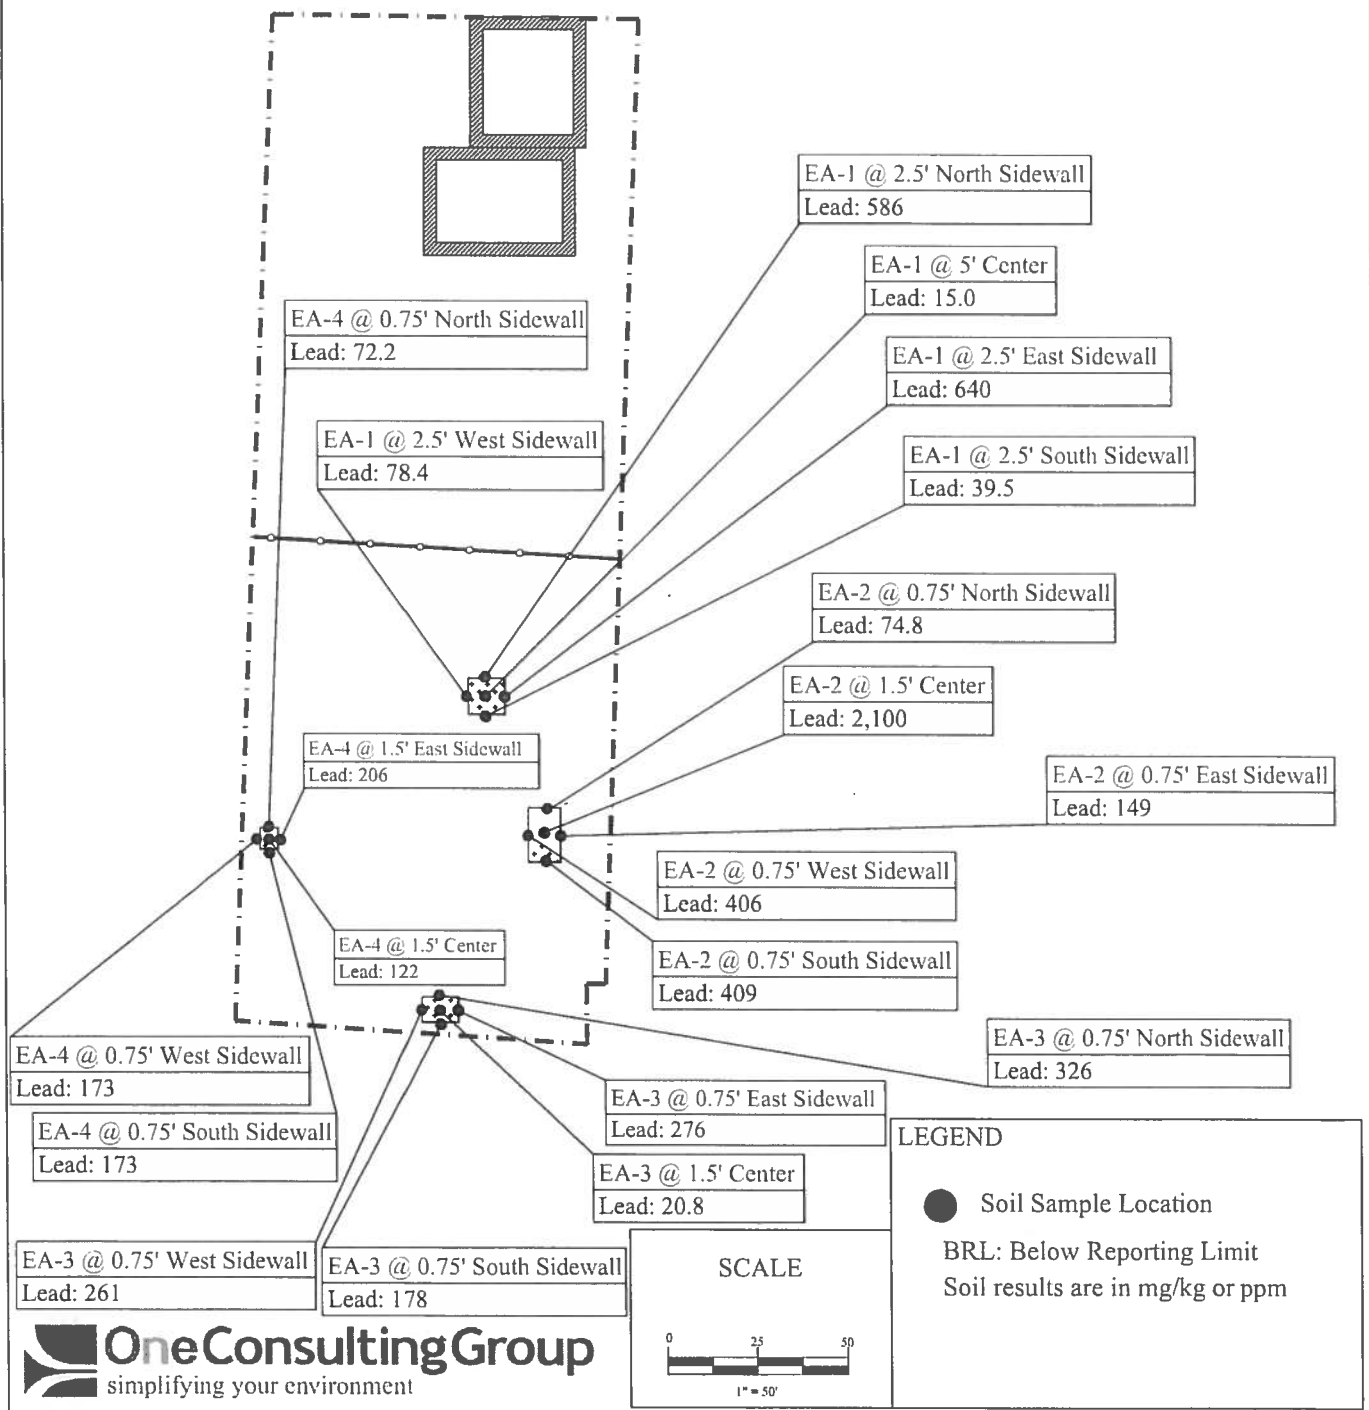 EA-1 @ 2.5' North Sidewall
Lead: 586
EA-1 @ 5' Center
Lead: 15.0
EA-4 @ 0.75' North Sidewall
Lead: 72.2
EA-1 @ 2.5' East Sidewall
Lead: 640
EA-1 @ 2.5' West Sidewall
Lead: 78.4
EA-1 @ 2.5' South Sidewall
Lead: 39.5
EA-2 @ 0.75' North Sidewall
Lead: 74.8
EA-2 @ 1.5' Center
Lead: 2,100
EA-4 @ 1.5' East Sidewall
Lead: 206
EA-2 @ 0.75' East Sidewall
Lead: 149
EA-2 @ 0.75' West Sidewall
Lead: 406
EA-4 @ 1.5' Center
Lead: 122
EA-2 @ 0.75' South Sidewall
Lead: 409
EA-3 @ 0.75' North Sidewall
Lead: 326
EA-4 @ 0.75' West Sidewall
Lead: 173
EA-3 @ 0.75' East Sidewall
Lead: 276
EA-4 @ 0.75' South Sidewall
Lead: 173
EA-3 @ 1.5' Center
Lead: 20.8
EA-3 @ 0.75' West Sidewall
Lead: 261
EA-3 @ 0.75' South Sidewall
Lead: 178
LEGEND
Soil Sample Location
BRL: Below Reporting Limit
Soil results are in mg/kg or ppm
SCALE
0 25 50
1" = 50'
OneConsultingGroup
simplifying your environment